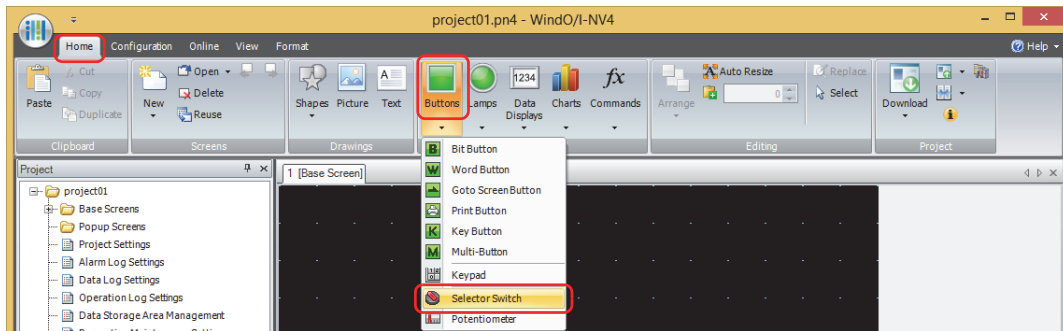 project01.pn4 - WindO/I-NV4
Home Configuration Online View Format Help
Cut
Copy
Paste Duplicate
Clipboard
New Open
Delete
Reuse
Screens
Shapes Picture Text
Drawings
Buttons Lamps Data Displays Charts Commands
1234
fx
Arrange Auto Resize
0
Replace
Select
Editing
Download
Project
Project
project01
Base Screens
Popup Screens
Project Settings
Alarm Log Settings
Data Log Settings
Operation Log Settings
Data Storage Area Management
1 [Base Screen]
B Bit Button
W Word Button
Goto Screen Button
Print Button
K Key Button
M Multi-Button
Keypad
Selector Switch
Potentiometer